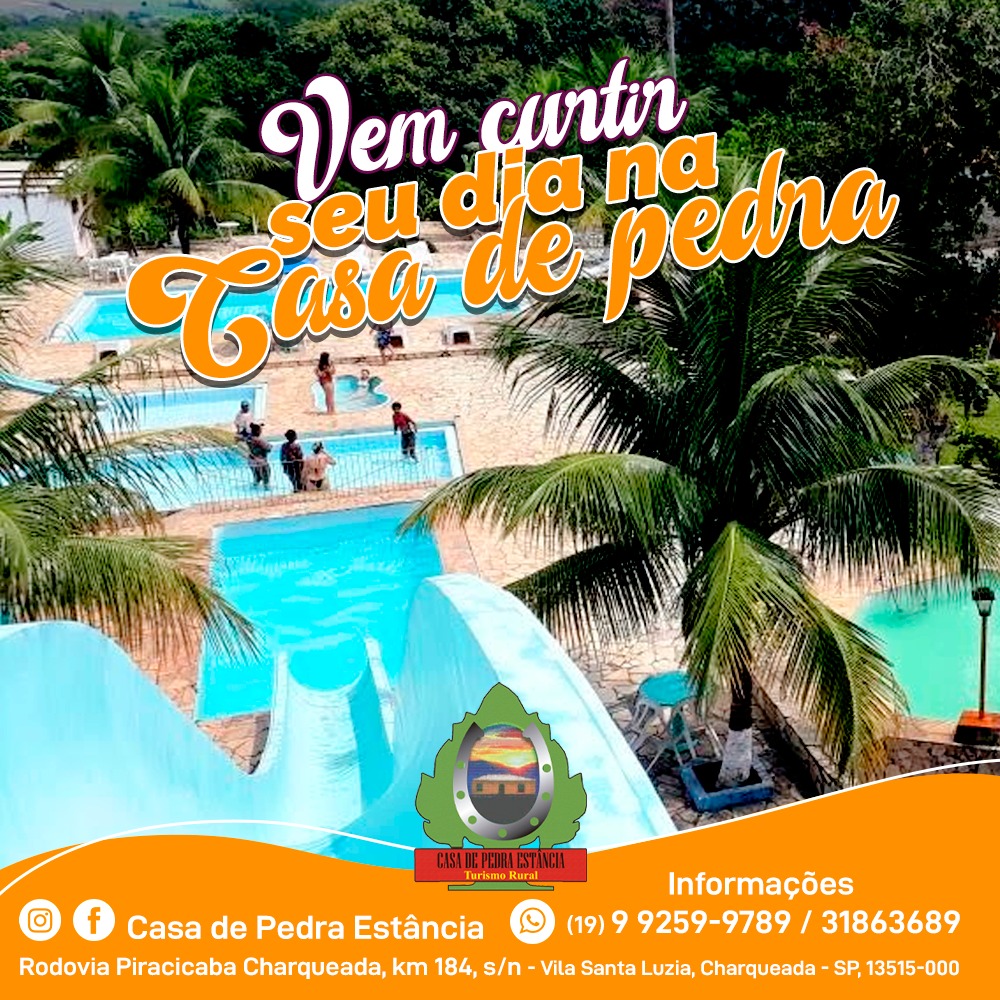 Vem curtir
seu dia na
Casa de pedra
CASA DE PEDRA ESTÂNCIA
Turismo Rural
Informações
Casa de Pedra Estância
(19) 9 9259-9789 / 31863689
Rodovia Piracicaba Charqueada, km 184, s/n - Vila Santa Luzia, Charqueada - SP, 13515-000